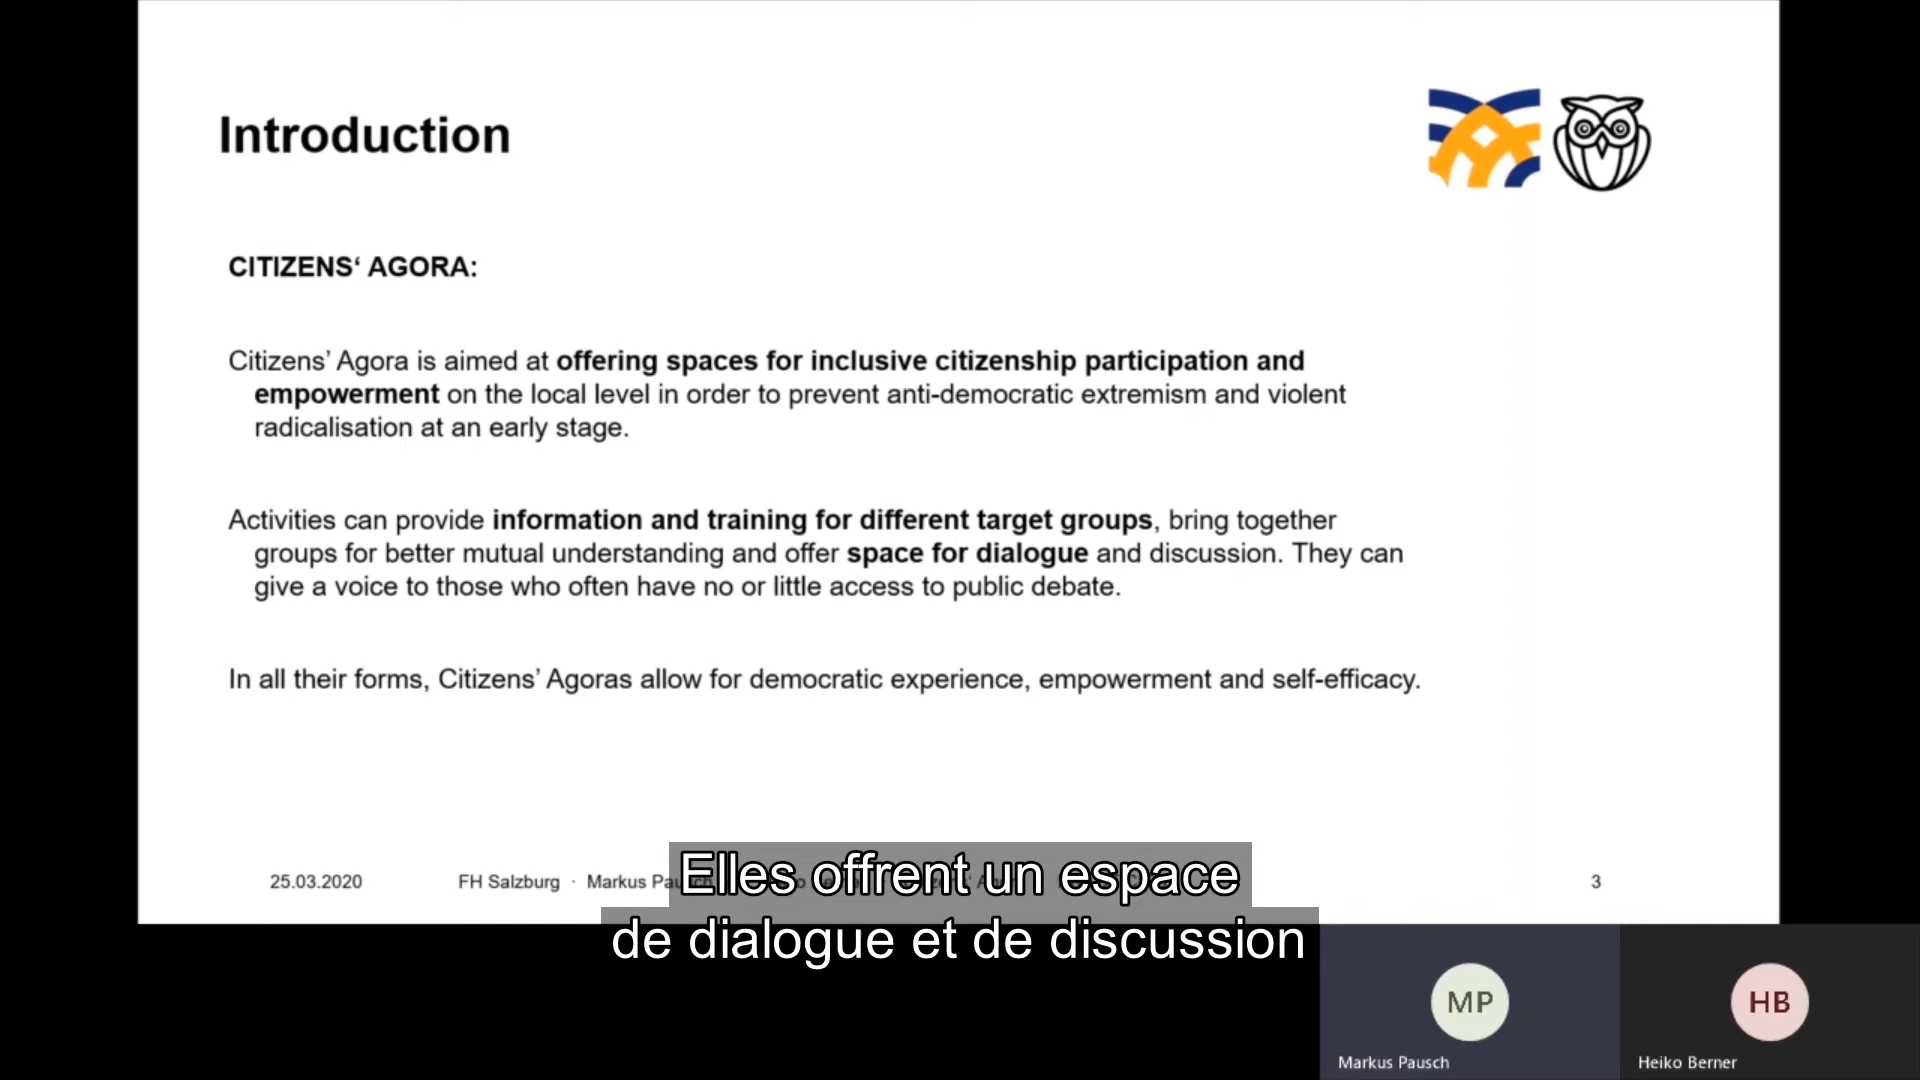 Introduction
CITIZENS‘ AGORA:
Citizens’ Agora is aimed at offering spaces for inclusive citizenship participation and
empowerment on the local level in order to prevent anti-democratic extremism and violent
radicalisation at an early stage.
Activities can provide information and training for different target groups, bring together
groups for better mutual understanding and offer space for dialogue and discussion. They can
give a voice to those who often have no or little access to public debate.
In all their forms, Citizens’ Agoras allow for democratic experience, empowerment and self-efficacy.
25.03.2020 FH Salzburg · Markus 3
Elles offrent un espace
de dialogue et de discussion
MP HB
Markus Pausch Heiko Berner